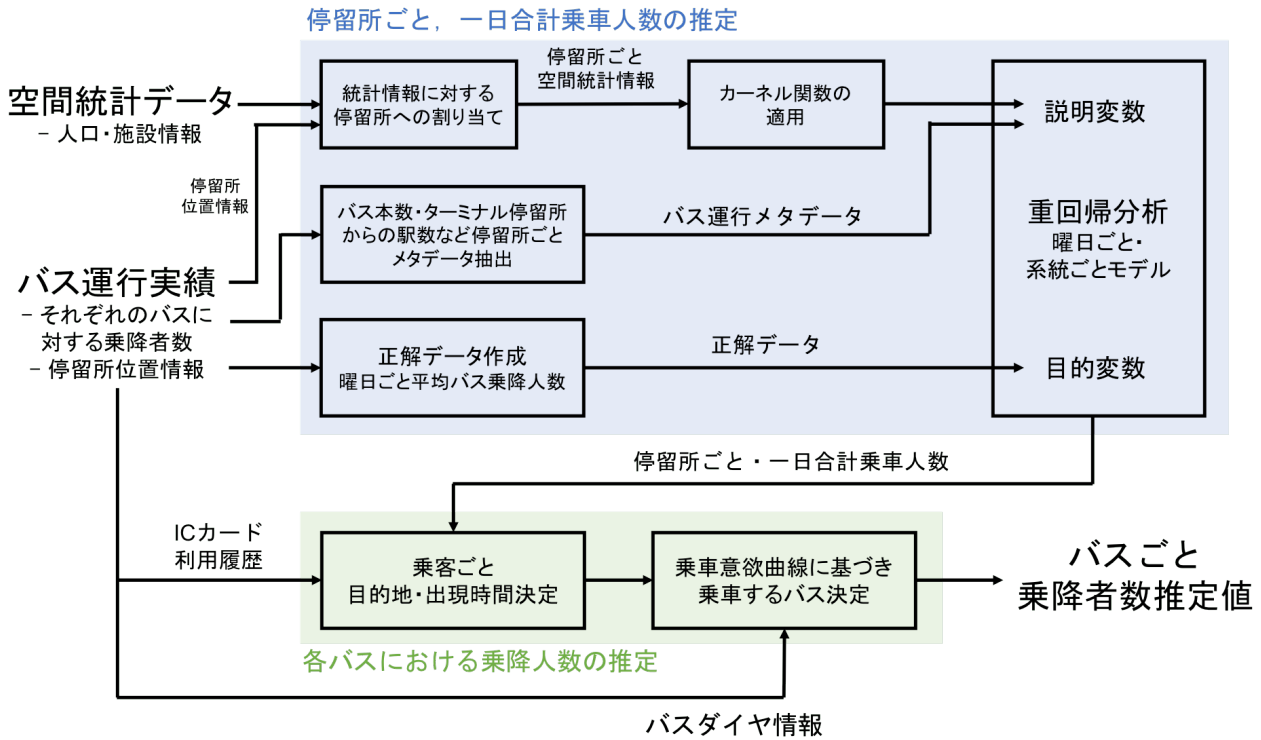 停留所ごと，一日合計乗車人数の推定
空間統計データ
− 人口・施設情報
統計情報に対する
停留所への割り当て
停留所ごと
空間統計情報
カーネル関数の
適用
説明変数
停留所
位置情報
バス本数・ターミナル停留所
からの駅数など停留所ごと
メタデータ抽出
バス運行メタデータ
重回帰分析
曜日ごと・
系統ごとモデル
バス運行実績
− それぞれのバスに
対する乗降者数
− 停留所位置情報
正解データ作成
曜日ごと平均バス乗降人数
正解データ
目的変数
停留所ごと・一日合計乗車人数
ICカード
利用履歴
乗客ごと
目的地・出現時間決定
乗車意欲曲線に基づき
乗車するバス決定
バスごと
乗降者数推定値
各バスにおける乗降人数の推定
バスダイヤ情報